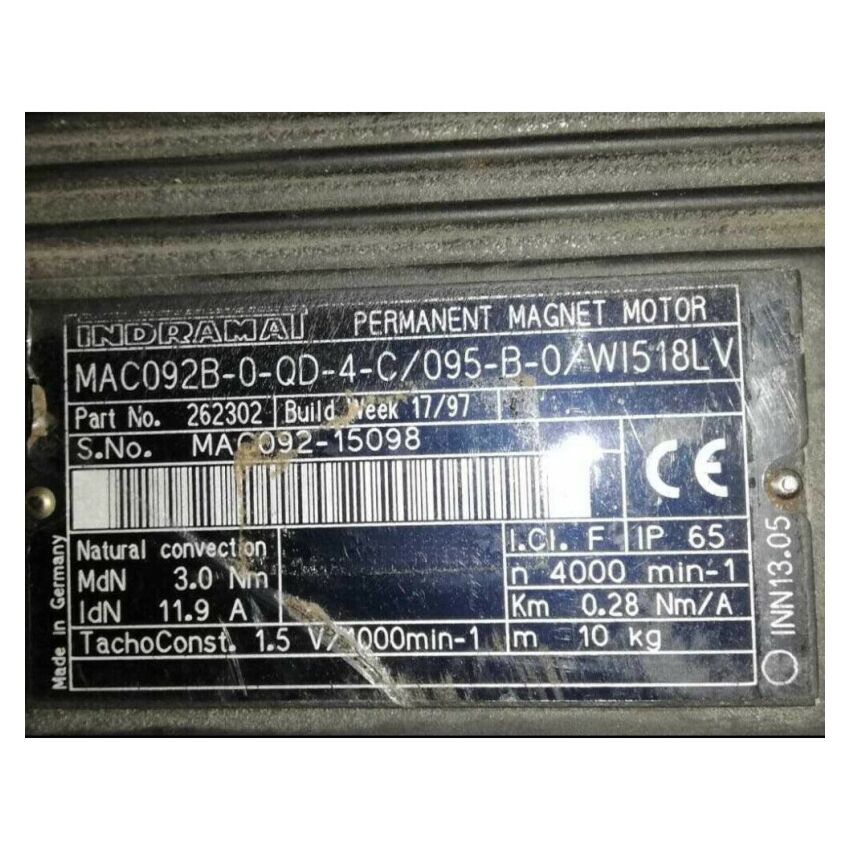 INDRAMAT PERMANENT MAGNET MOTOR
MAC092B-0-QD-4-C/095-B-0/WI518LV
Part No. 262302 Build Week 17/97
S.No. MAC092-15098
CE
Natural convection I.Cl. F IP 65
MdN 3.0 Nm n 4000 min-1
IdN 11.9 A Km 0.28 Nm/A
TachoConst. 1.5 V/1000min-1 m 10 kg
Made in Germany
INN13.05